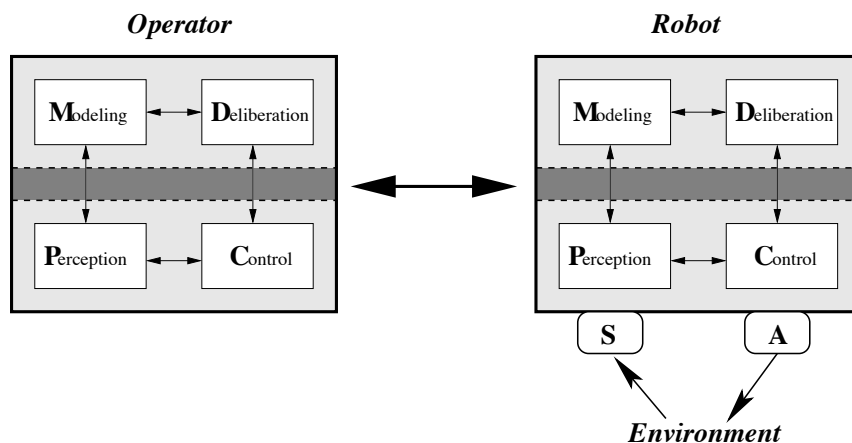 Operator
Robot
Modeling
Deliberation
Modeling
Deliberation
Perception
Control
Perception
Control
S
A
Environment